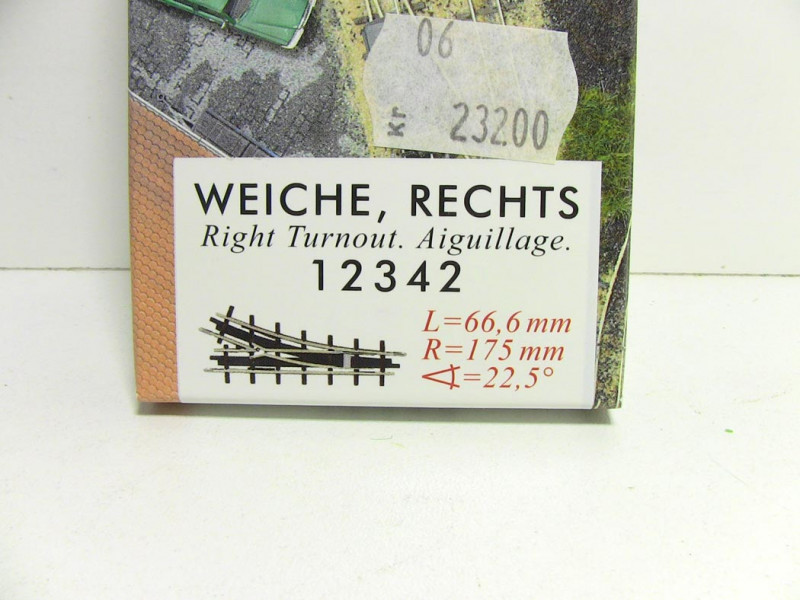 06
kr 23200
WEICHE, RECHTS
Right Turnout. Aiguillage.
12342
L=66,6 mm
R=175 mm
∢=22,5°